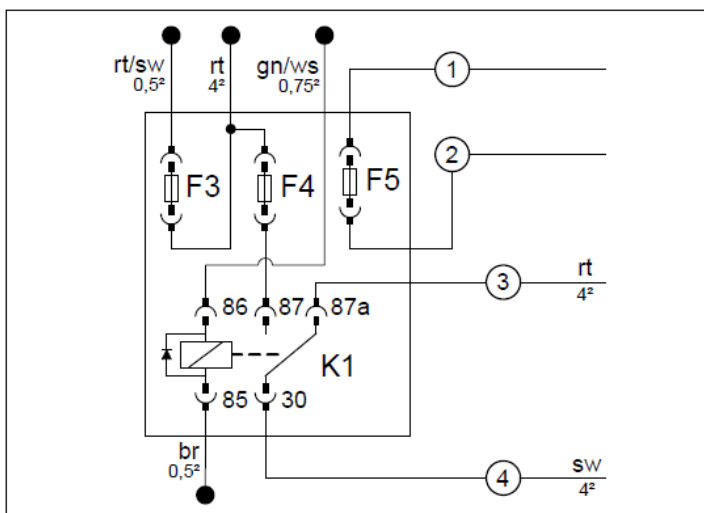 rt/sw
0,5²
rt
4²
gn/ws
0,75²
1
2
F3
F4
F5
3
rt
4²
86
87
87a
K1
85
30
br
0,5²
4
sw
4²